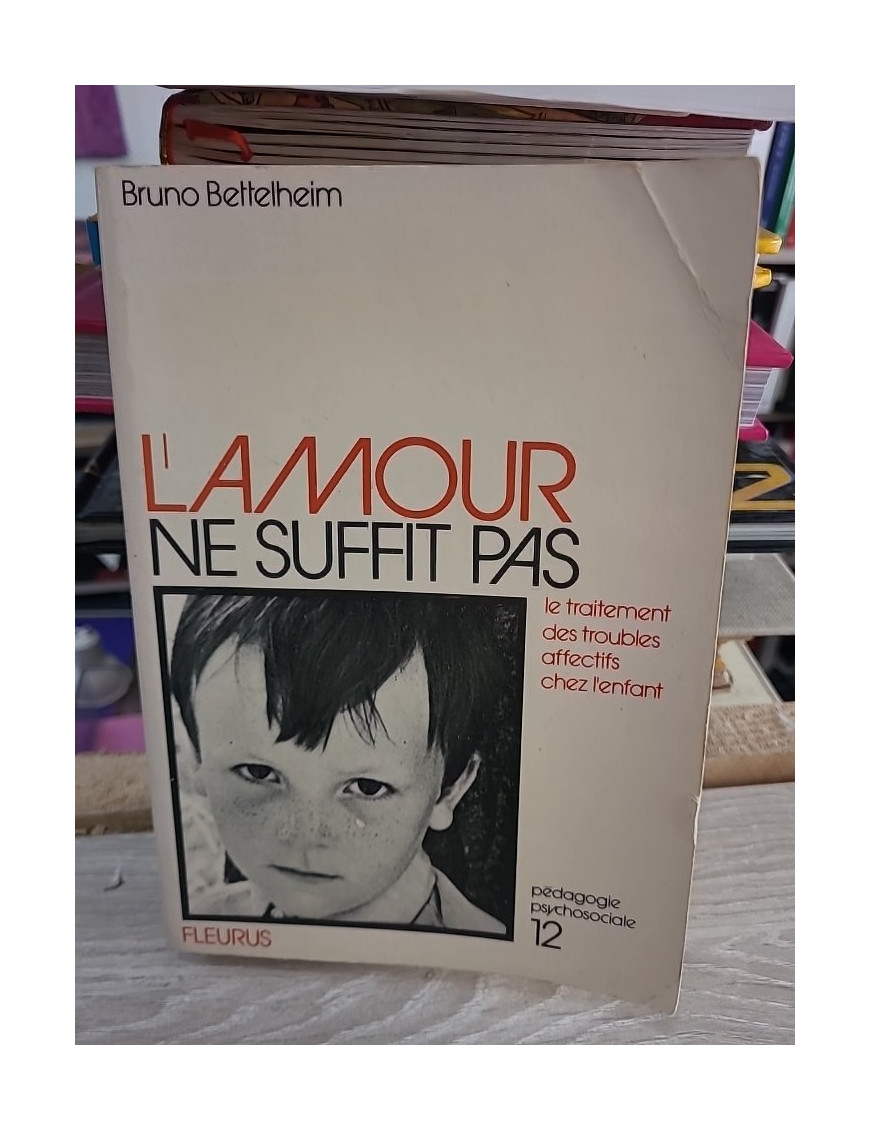 Bruno Bettelheim
L'AMOUR
NE SUFFIT PAS
le traitement
des troubles
affectifs
chez l'enfant
pédagogie
psychosociale
12
FLEURUS